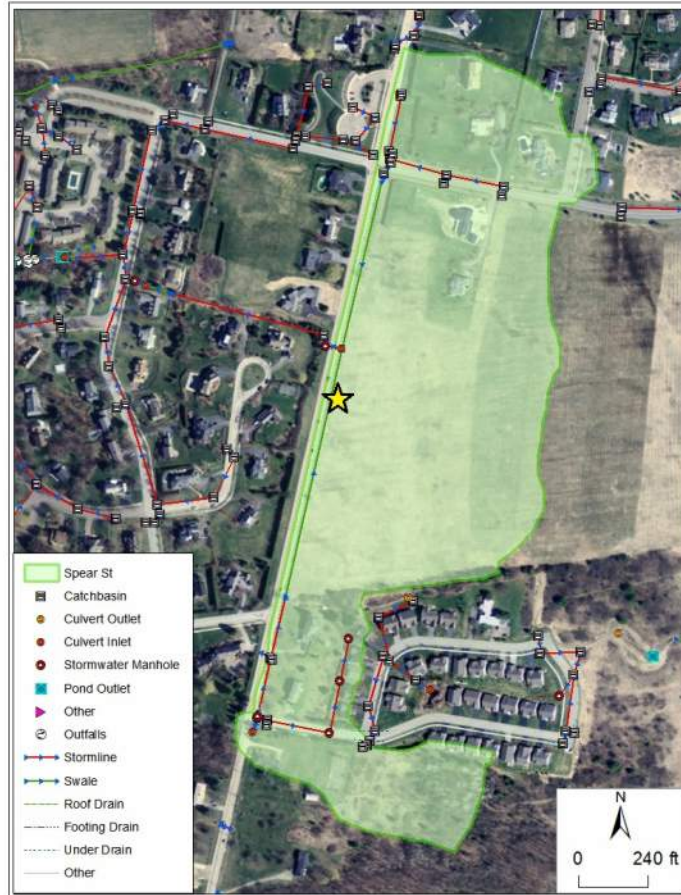 Spear St
Catchbasin
Culvert Outlet
Culvert Inlet
Stormwater Manhole
Pond Outlet
Other
Outfalls
Stormline
Swale
Roof Drain
Footing Drain
Under Drain
Other
N
0 240 ft